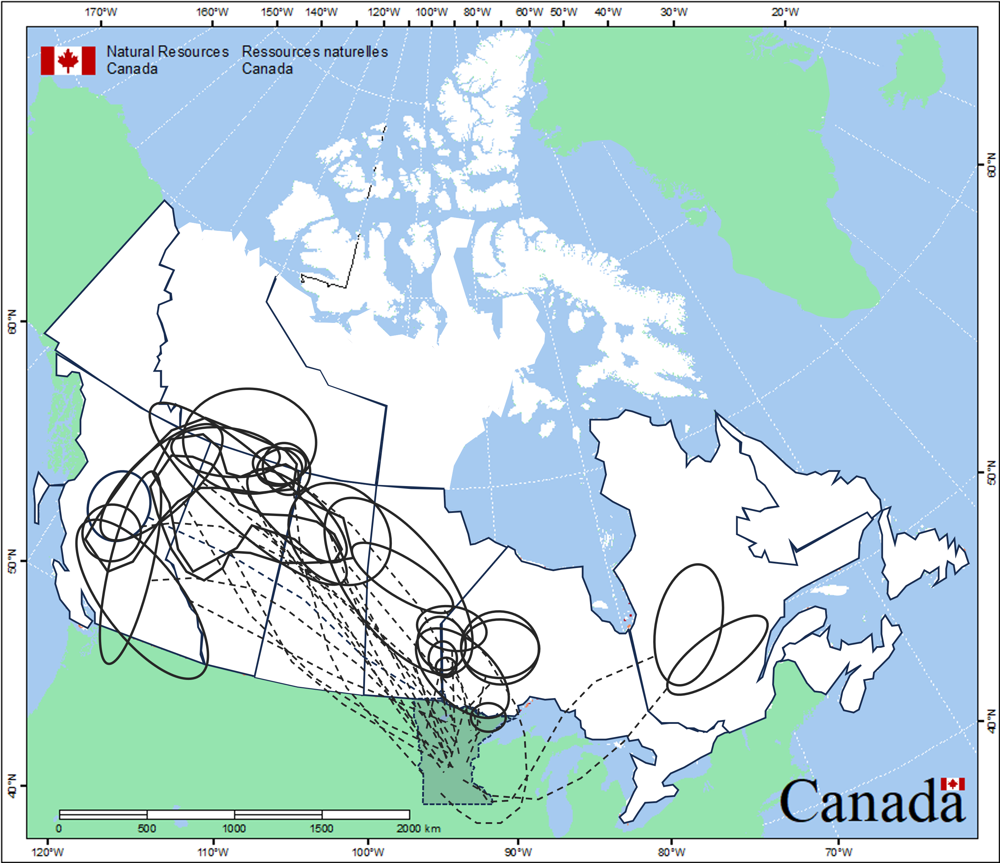 170°W 160°W 150°W 140°W 120°W 100°W 80°W 60°W 50°W 40°W 30°W 20°W
Natural Resources Ressources naturelles
Canada Canada
60°N
60°N
50°N
50°N
40°N
40°N
Canada
0 500 1000 1500 2000 km
120°W 110°W 100°W 90°W 80°W 70°W